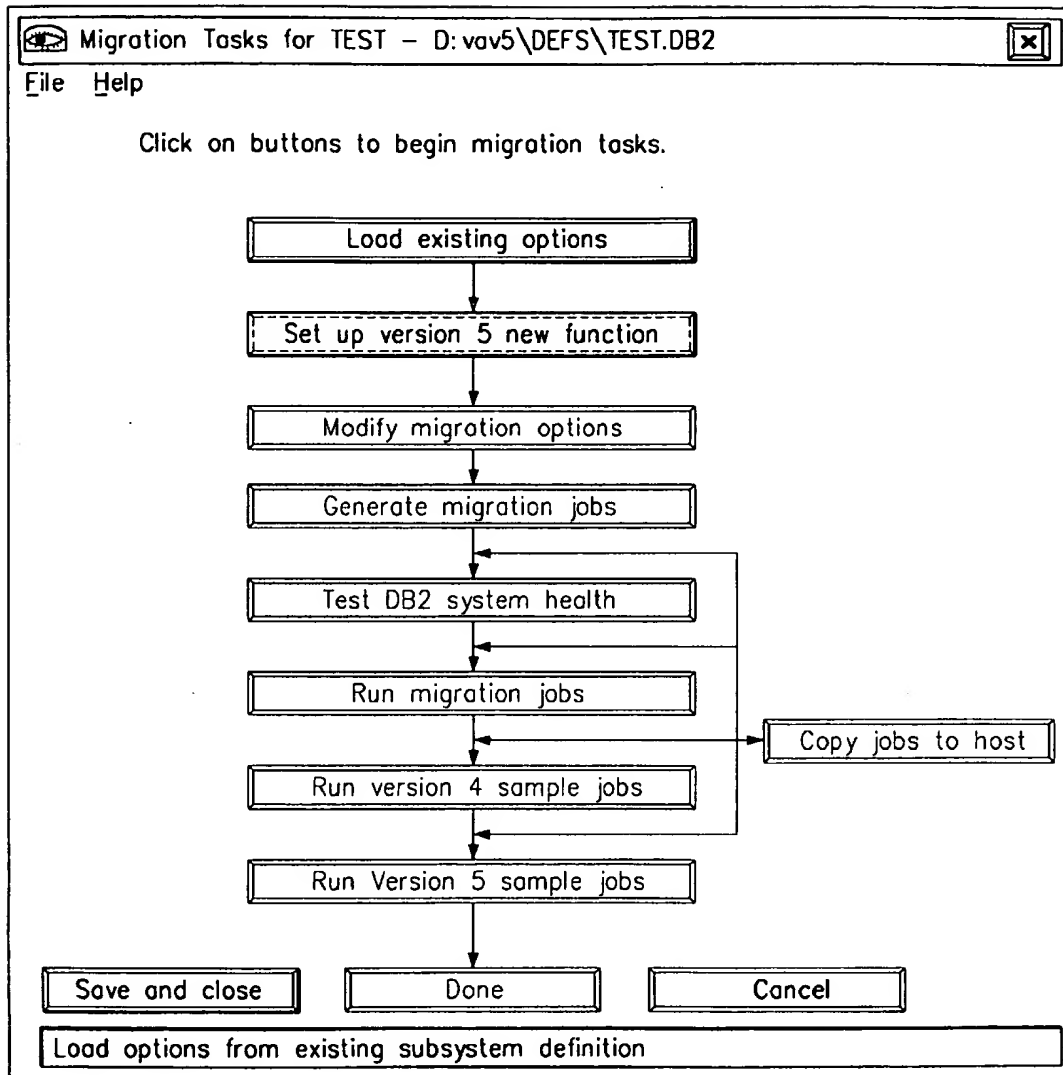 Migration Tasks for TEST – D:vav5\DEFS\TEST.DB2
File Help
Click on buttons to begin migration tasks.
Load existing options
Set up version 5 new function
Modify migration options
Generate migration jobs
Test DB2 system health
Run migration jobs
Copy jobs to host
Run version 4 sample jobs
Run Version 5 sample jobs
Save and close Done Cancel
Load options from existing subsystem definition